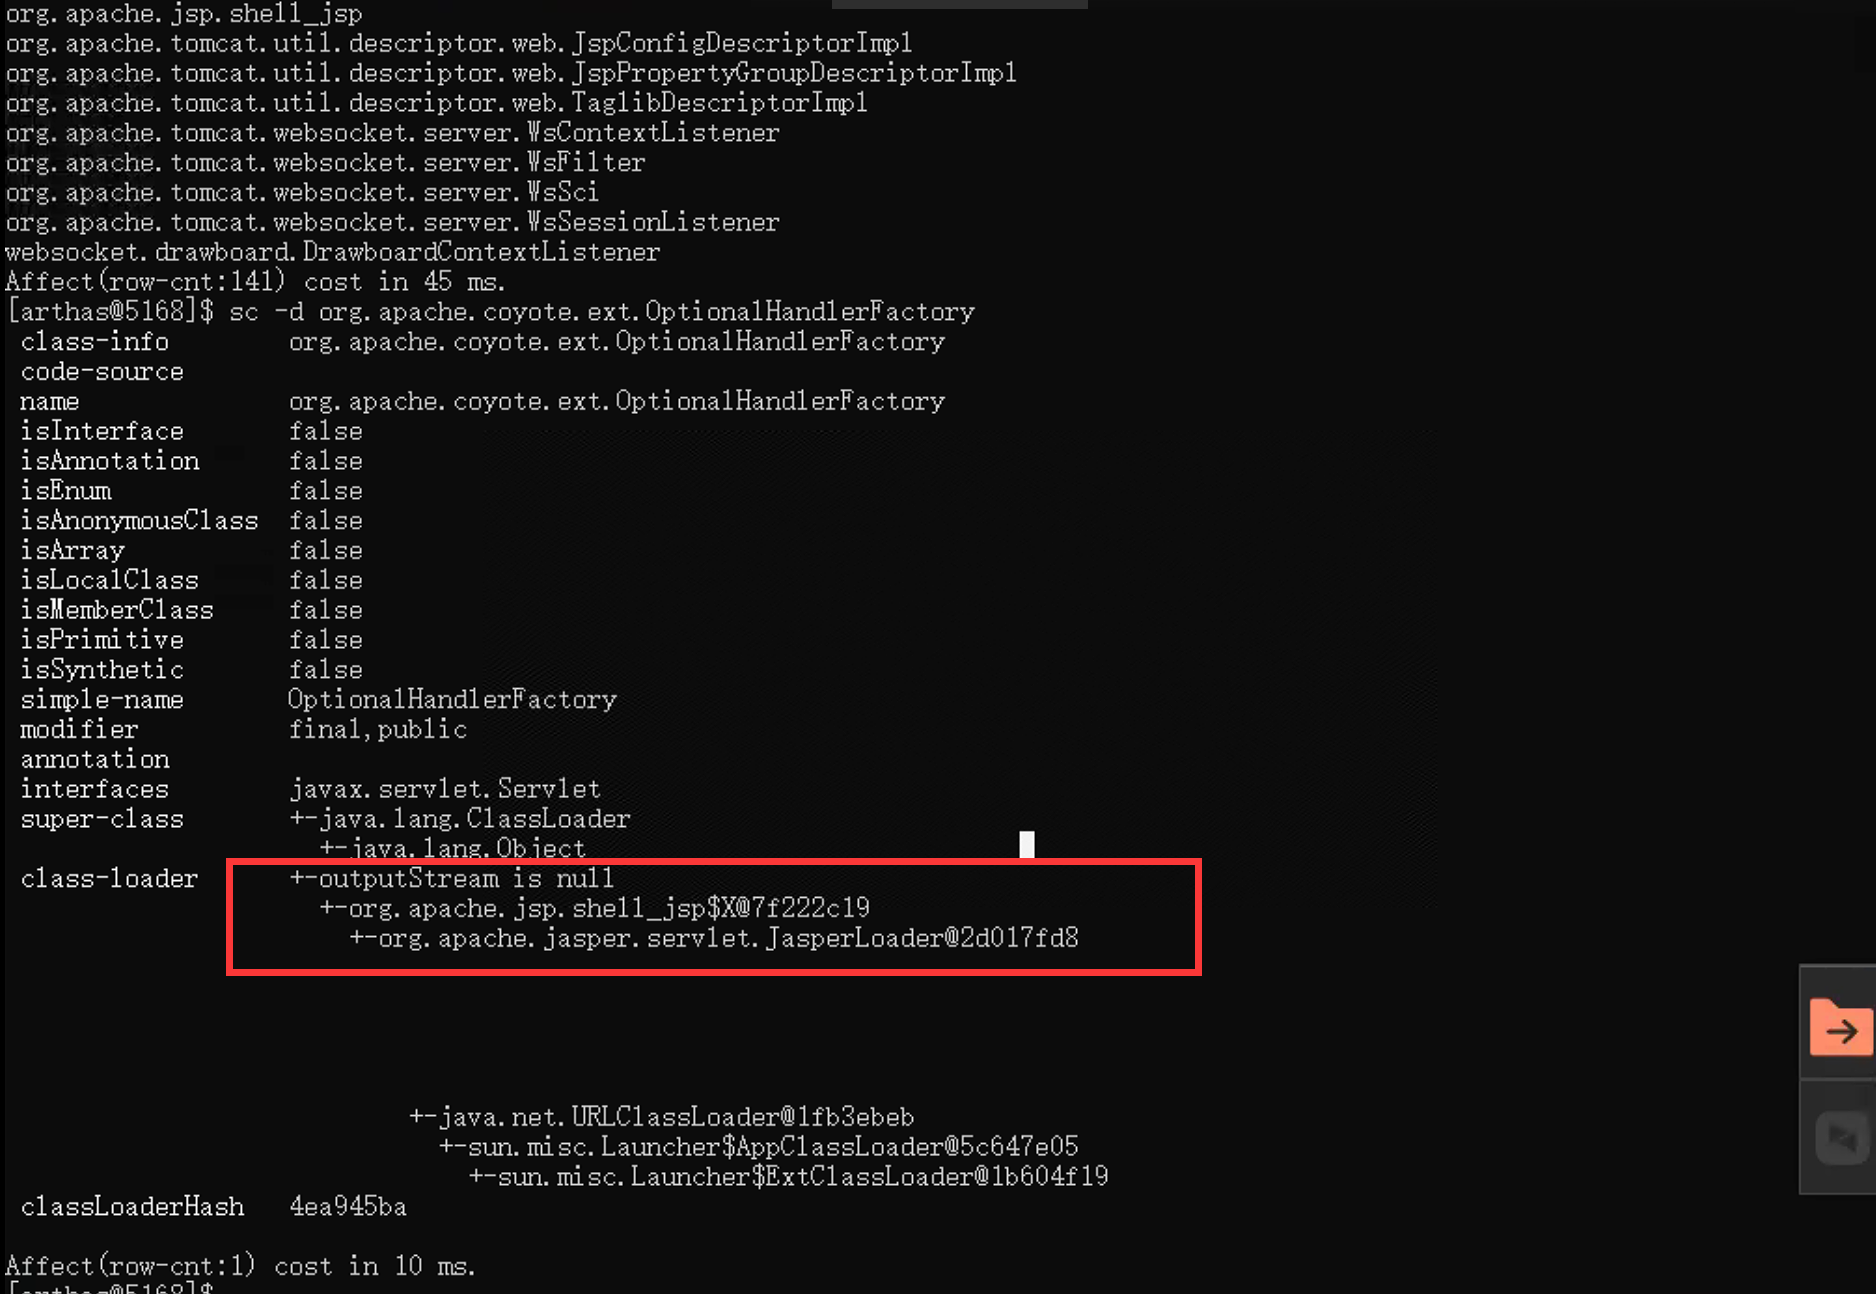 org.apache.jsp.shell_jsp
org.apache.tomcat.util.descriptor.web.JspConfigDescriptorImpl
org.apache.tomcat.util.descriptor.web.JspPropertyGroupDescriptorImpl
org.apache.tomcat.util.descriptor.web.TaglibDescriptorImpl
org.apache.tomcat.websocket.server.WsContextListener
org.apache.tomcat.websocket.server.WsFilter
org.apache.tomcat.websocket.server.WsSci
org.apache.tomcat.websocket.server.WsSessionListener
websocket.drawboard.DrawboardContextListener
Affect(row-cnt:141) cost in 45 ms.
[arthas@5168]$ sc -d org.apache.coyote.ext.OptionalHandlerFactory
class-info org.apache.coyote.ext.OptionalHandlerFactory
code-source
name org.apache.coyote.ext.OptionalHandlerFactory
isInterface false
isAnnotation false
isEnum false
isAnonymousClass false
isArray false
isLocalClass false
isMemberClass false
isPrimitive false
isSynthetic false
simple-name OptionalHandlerFactory
modifier final,public
annotation
interfaces javax.servlet.Servlet
super-class +-java.lang.ClassLoader
+-java.lang.Object
class-loader +-outputStream is null
+-org.apache.jsp.shell_jsp$X@7f222c19
+-org.apache.jasper.servlet.JasperLoader@2d017fd8
+-java.net.URLClassLoader@1fb3ebeb
+-sun.misc.Launcher$AppClassLoader@5c647e05
+-sun.misc.Launcher$ExtClassLoader@1b604f19
classLoaderHash 4ea945ba
Affect(row-cnt:1) cost in 10 ms.
[arthas@5168]$